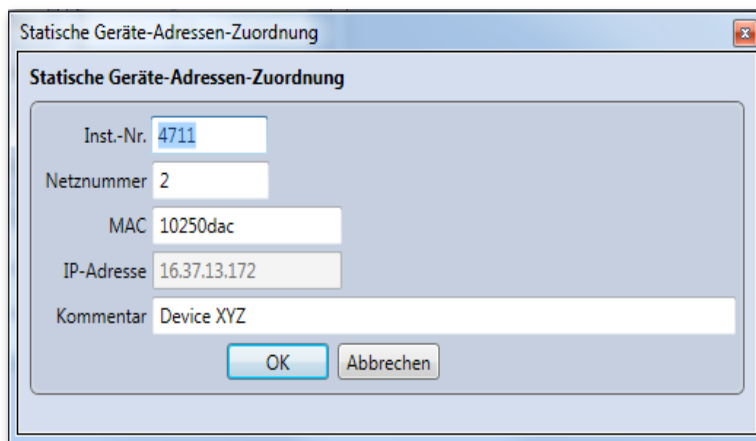 Statische Geräte-Adressen-Zuordnung
Statische Geräte-Adressen-Zuordnung
Inst.-Nr. 4711
Netznummer 2
MAC 10250dac
IP-Adresse 16.37.13.172
Kommentar Device XYZ
OK Abbrechen